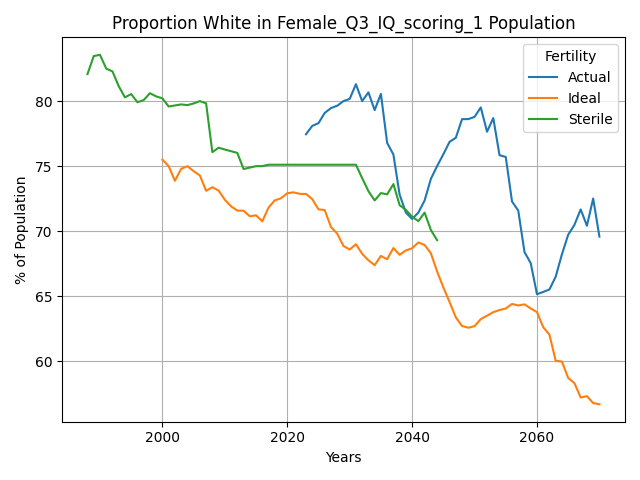 Proportion White in Female_Q3_IQ_scoring_1 Population
Fertility
Actual
Ideal
Sterile
% of Population
80
75
70
65
60
2000
2020
2040
2060
Years